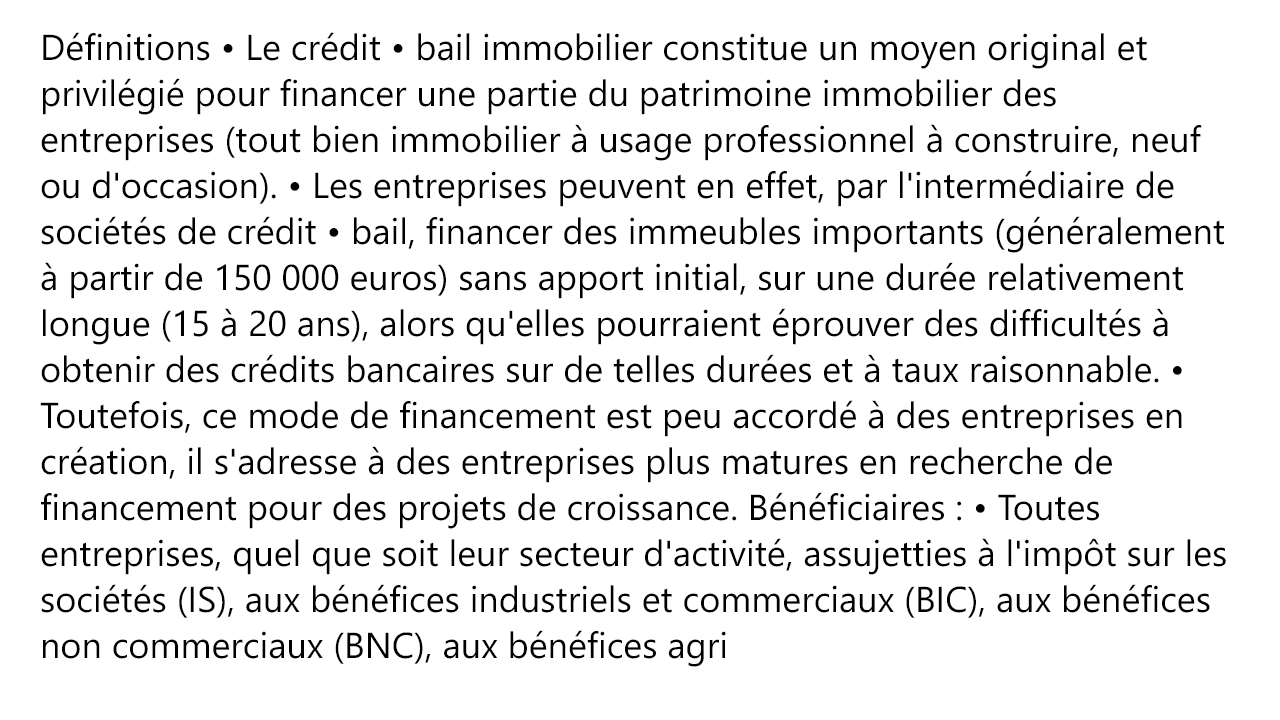 Définitions • Le crédit • bail immobilier constitue un moyen original et
privilégié pour financer une partie du patrimoine immobilier des
entreprises (tout bien immobilier à usage professionnel à construire, neuf
ou d'occasion). • Les entreprises peuvent en effet, par l'intermédiaire de
sociétés de crédit • bail, financer des immeubles importants (généralement
à partir de 150 000 euros) sans apport initial, sur une durée relativement
longue (15 à 20 ans), alors qu'elles pourraient éprouver des difficultés à
obtenir des crédits bancaires sur de telles durées et à taux raisonnable. •
Toutefois, ce mode de financement est peu accordé à des entreprises en
création, il s'adresse à des entreprises plus matures en recherche de
financement pour des projets de croissance. Bénéficiaires : • Toutes
entreprises, quel que soit leur secteur d'activité, assujetties à l'impôt sur les
sociétés (IS), aux bénéfices industriels et commerciaux (BIC), aux bénéfices
non commerciaux (BNC), aux bénéfices agri